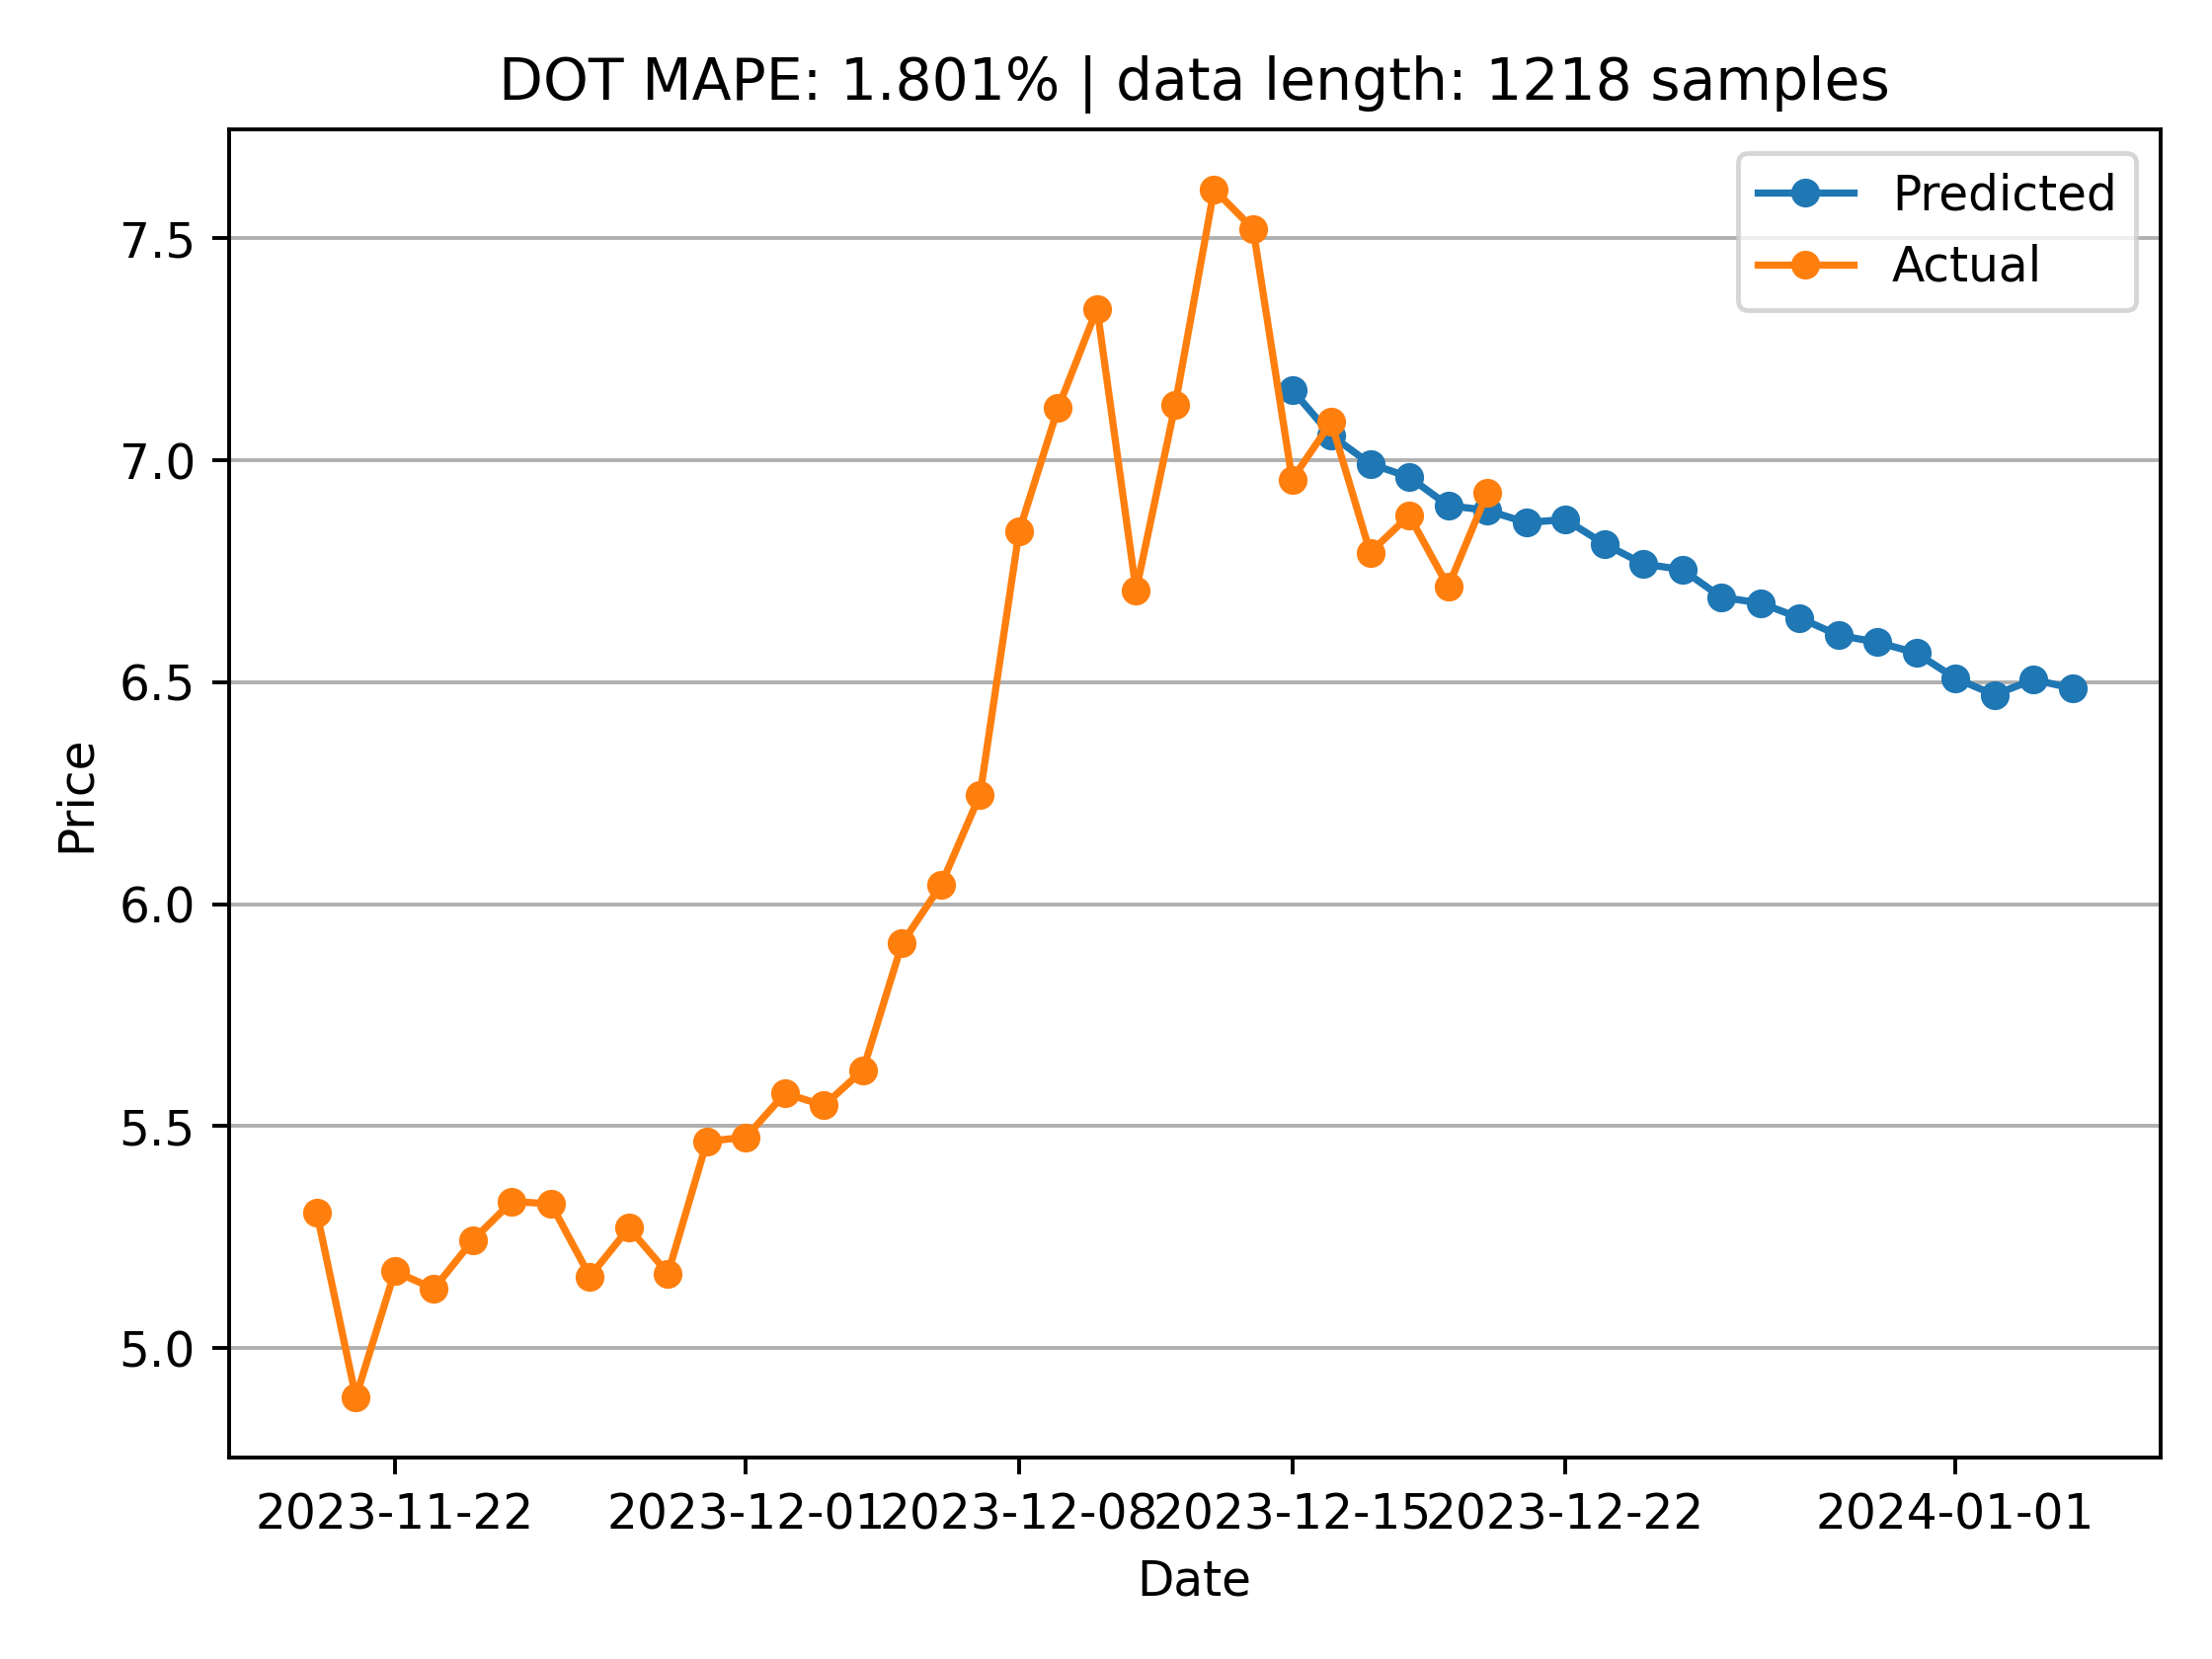 DOT MAPE: 1.801% | data length: 1218 samples
Predicted
Actual
7.5
7.0
6.5
6.0
5.5
5.0
Price
2023-11-22 2023-12-01 2023-12-08 2023-12-15 2023-12-22 2024-01-01
Date